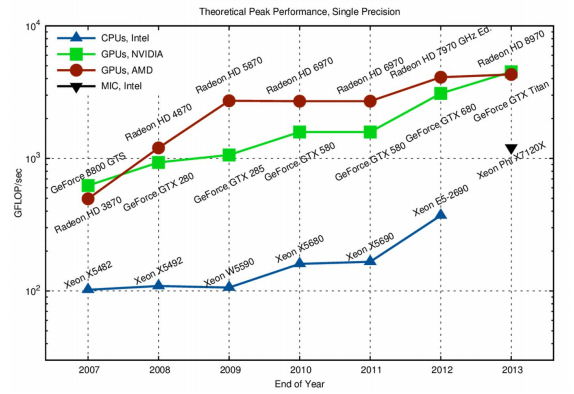 Theoretical Peak Performance, Single Precision
10^4
CPUs, Intel
GPUs, NVIDIA
GPUs, AMD
MIC, Intel
Radeon HD 3870
Radeon HD 4870
Radeon HD 5870
Radeon HD 6970
Radeon HD 6970
Radeon HD 7970 GHz Ed.
Radeon HD 8970
GeForce 8800 GTS
GeForce GTX 280
GeForce GTX 285
GeForce GTX 580
GeForce GTX 580
GeForce GTX 680
GeForce GTX Titan
10^3
Xeon Phi X7120X
GFLOP/sec
Xeon X5482
Xeon X5492
Xeon W5590
Xeon X5680
Xeon X5690
Xeon E5-2690
10^2
2007 2008 2009 2010 2011 2012 2013
End of Year